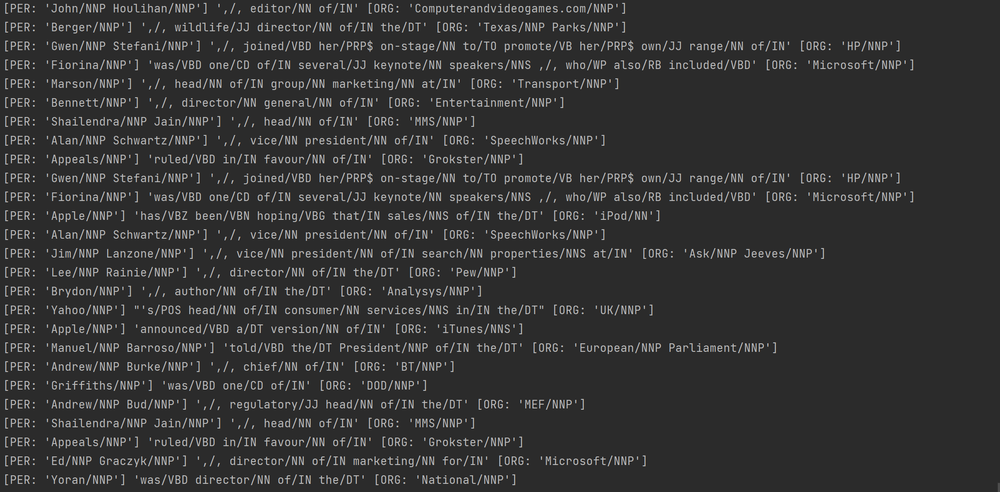 [PER: 'John/NNP Houlihan/NNP'] ',/, editor/NN of/IN' [ORG: 'Computerandvideogames.com/NNP']
[PER: 'Berger/NNP'] ',/, wildlife/JJ director/NN of/IN the/DT' [ORG: 'Texas/NNP Parks/NNP']
[PER: 'Gwen/NNP Stefani/NNP'] ',/, joined/VBD her/PRP$ on-stage/NN to/TO promote/VB her/PRP$ own/JJ range/NN of/IN' [ORG: 'HP/NNP']
[PER: 'Fiorina/NNP'] 'was/VBD one/CD of/IN several/JJ keynote/NN speakers/NNS ,/, who/WP also/RB included/VBD' [ORG: 'Microsoft/NNP']
[PER: 'Marson/NNP'] ',/, head/NN of/IN group/NN marketing/NN at/IN' [ORG: 'Transport/NNP']
[PER: 'Bennett/NNP'] ',/, director/NN general/NN of/IN' [ORG: 'Entertainment/NNP']
[PER: 'Shailendra/NNP Jain/NNP'] ',/, head/NN of/IN' [ORG: 'MMS/NNP']
[PER: 'Alan/NNP Schwartz/NNP'] ',/, vice/NN president/NN of/IN' [ORG: 'SpeechWorks/NNP']
[PER: 'Appeals/NNP'] 'ruled/VBD in/IN favour/NN of/IN' [ORG: 'Grokster/NNP']
[PER: 'Gwen/NNP Stefani/NNP'] ',/, joined/VBD her/PRP$ on-stage/NN to/TO promote/VB her/PRP$ own/JJ range/NN of/IN' [ORG: 'HP/NNP']
[PER: 'Fiorina/NNP'] 'was/VBD one/CD of/IN several/JJ keynote/NN speakers/NNS ,/, who/WP also/RB included/VBD' [ORG: 'Microsoft/NNP']
[PER: 'Apple/NNP'] 'has/VBZ been/VBN hoping/VBG that/IN sales/NNS of/IN the/DT' [ORG: 'iPod/NN']
[PER: 'Alan/NNP Schwartz/NNP'] ',/, vice/NN president/NN of/IN' [ORG: 'SpeechWorks/NNP']
[PER: 'Jim/NNP Lanzone/NNP'] ',/, vice/NN president/NN of/IN search/NN properties/NNS at/IN' [ORG: 'Ask/NNP Jeeves/NNP']
[PER: 'Lee/NNP Rainie/NNP'] ',/, director/NN of/IN the/DT' [ORG: 'Pew/NNP']
[PER: 'Brydon/NNP'] ',/, author/NN of/IN the/DT' [ORG: 'Analysys/NNP']
[PER: 'Yahoo/NNP'] "'s/POS head/NN of/IN consumer/NN services/NNS in/IN the/DT" [ORG: 'UK/NNP']
[PER: 'Apple/NNP'] 'announced/VBD a/DT version/NN of/IN' [ORG: 'iTunes/NNS']
[PER: 'Manuel/NNP Barroso/NNP'] 'told/VBD the/DT President/NNP of/IN the/DT' [ORG: 'European/NNP Parliament/NNP']
[PER: 'Andrew/NNP Burke/NNP'] ',/, chief/NN of/IN' [ORG: 'BT/NNP']
[PER: 'Griffiths/NNP'] 'was/VBD one/CD of/IN' [ORG: 'DOD/NNP']
[PER: 'Andrew/NNP Bud/NNP'] ',/, regulatory/JJ head/NN of/IN the/DT' [ORG: 'MEF/NNP']
[PER: 'Shailendra/NNP Jain/NNP'] ',/, head/NN of/IN' [ORG: 'MMS/NNP']
[PER: 'Appeals/NNP'] 'ruled/VBD in/IN favour/NN of/IN' [ORG: 'Grokster/NNP']
[PER: 'Ed/NNP Graczyk/NNP'] ',/, director/NN of/IN marketing/NN for/IN' [ORG: 'Microsoft/NNP']
[PER: 'Yoran/NNP'] 'was/VBD director/NN of/IN the/DT' [ORG: 'National/NNP']